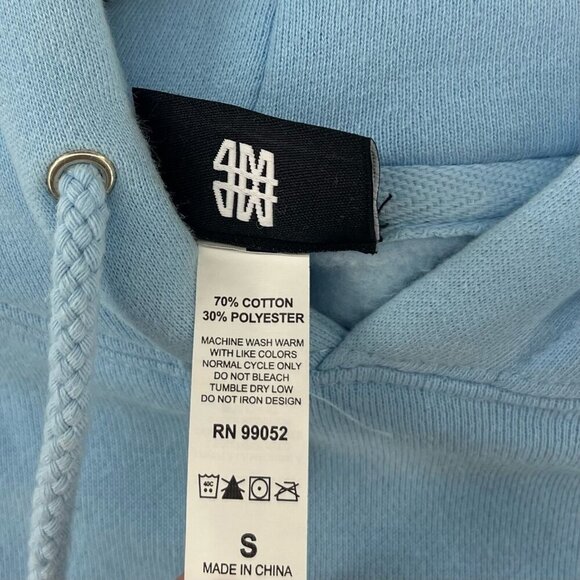 70% COTTON
30% POLYESTER
MACHINE WASH WARM
WITH LIKE COLORS
NORMAL CYCLE ONLY
DO NOT BLEACH
TUMBLE DRY LOW
DO NOT IRON DESIGN
RN 99052
40C
S
MADE IN CHINA